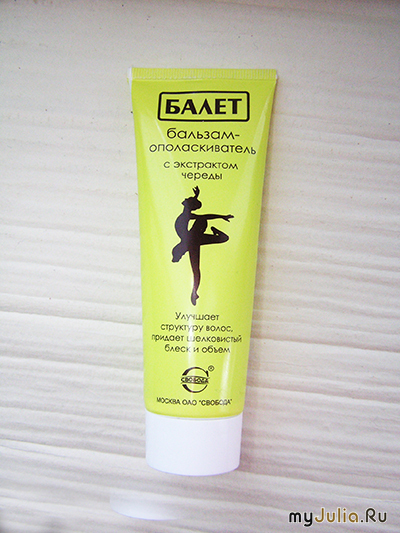 БАЛЕТ
бальзам-
ополаскиватель
с экстрактом
череды
Улучшает
структуру волос,
придает шелковистый
блеск и объем
СВОБОДА ®
МОСКВА ОАО "СВОБОДА"
myJulia.Ru